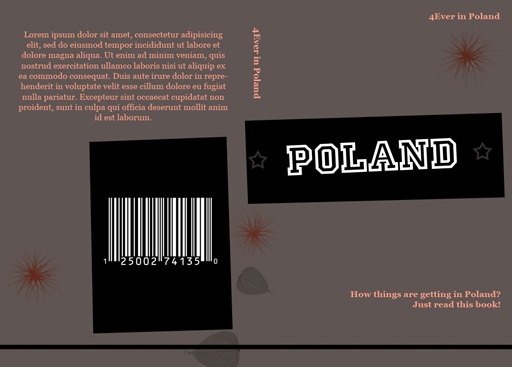 Lorem ipsum dolor sit amet, consectetur adipisicing
elit, sed do eiusmod tempor incididunt ut labore et
dolore magna aliqua. Ut enim ad minim veniam, quis
nostrud exercitation ullamco laboris nisi ut aliquip ex
ea commodo consequat. Duis aute irure dolor in repre-
henderit in voluptate velit esse cillum dolore eu fugiat
nulla pariatur. Excepteur sint occaecat cupidatat non
proident, sunt in culpa qui officia deserunt mollit anim
id est laborum.
1 25002 74135 0
4Ever in Poland
4Ever in Poland
POLAND
How things are getting in Poland?
Just read this book!